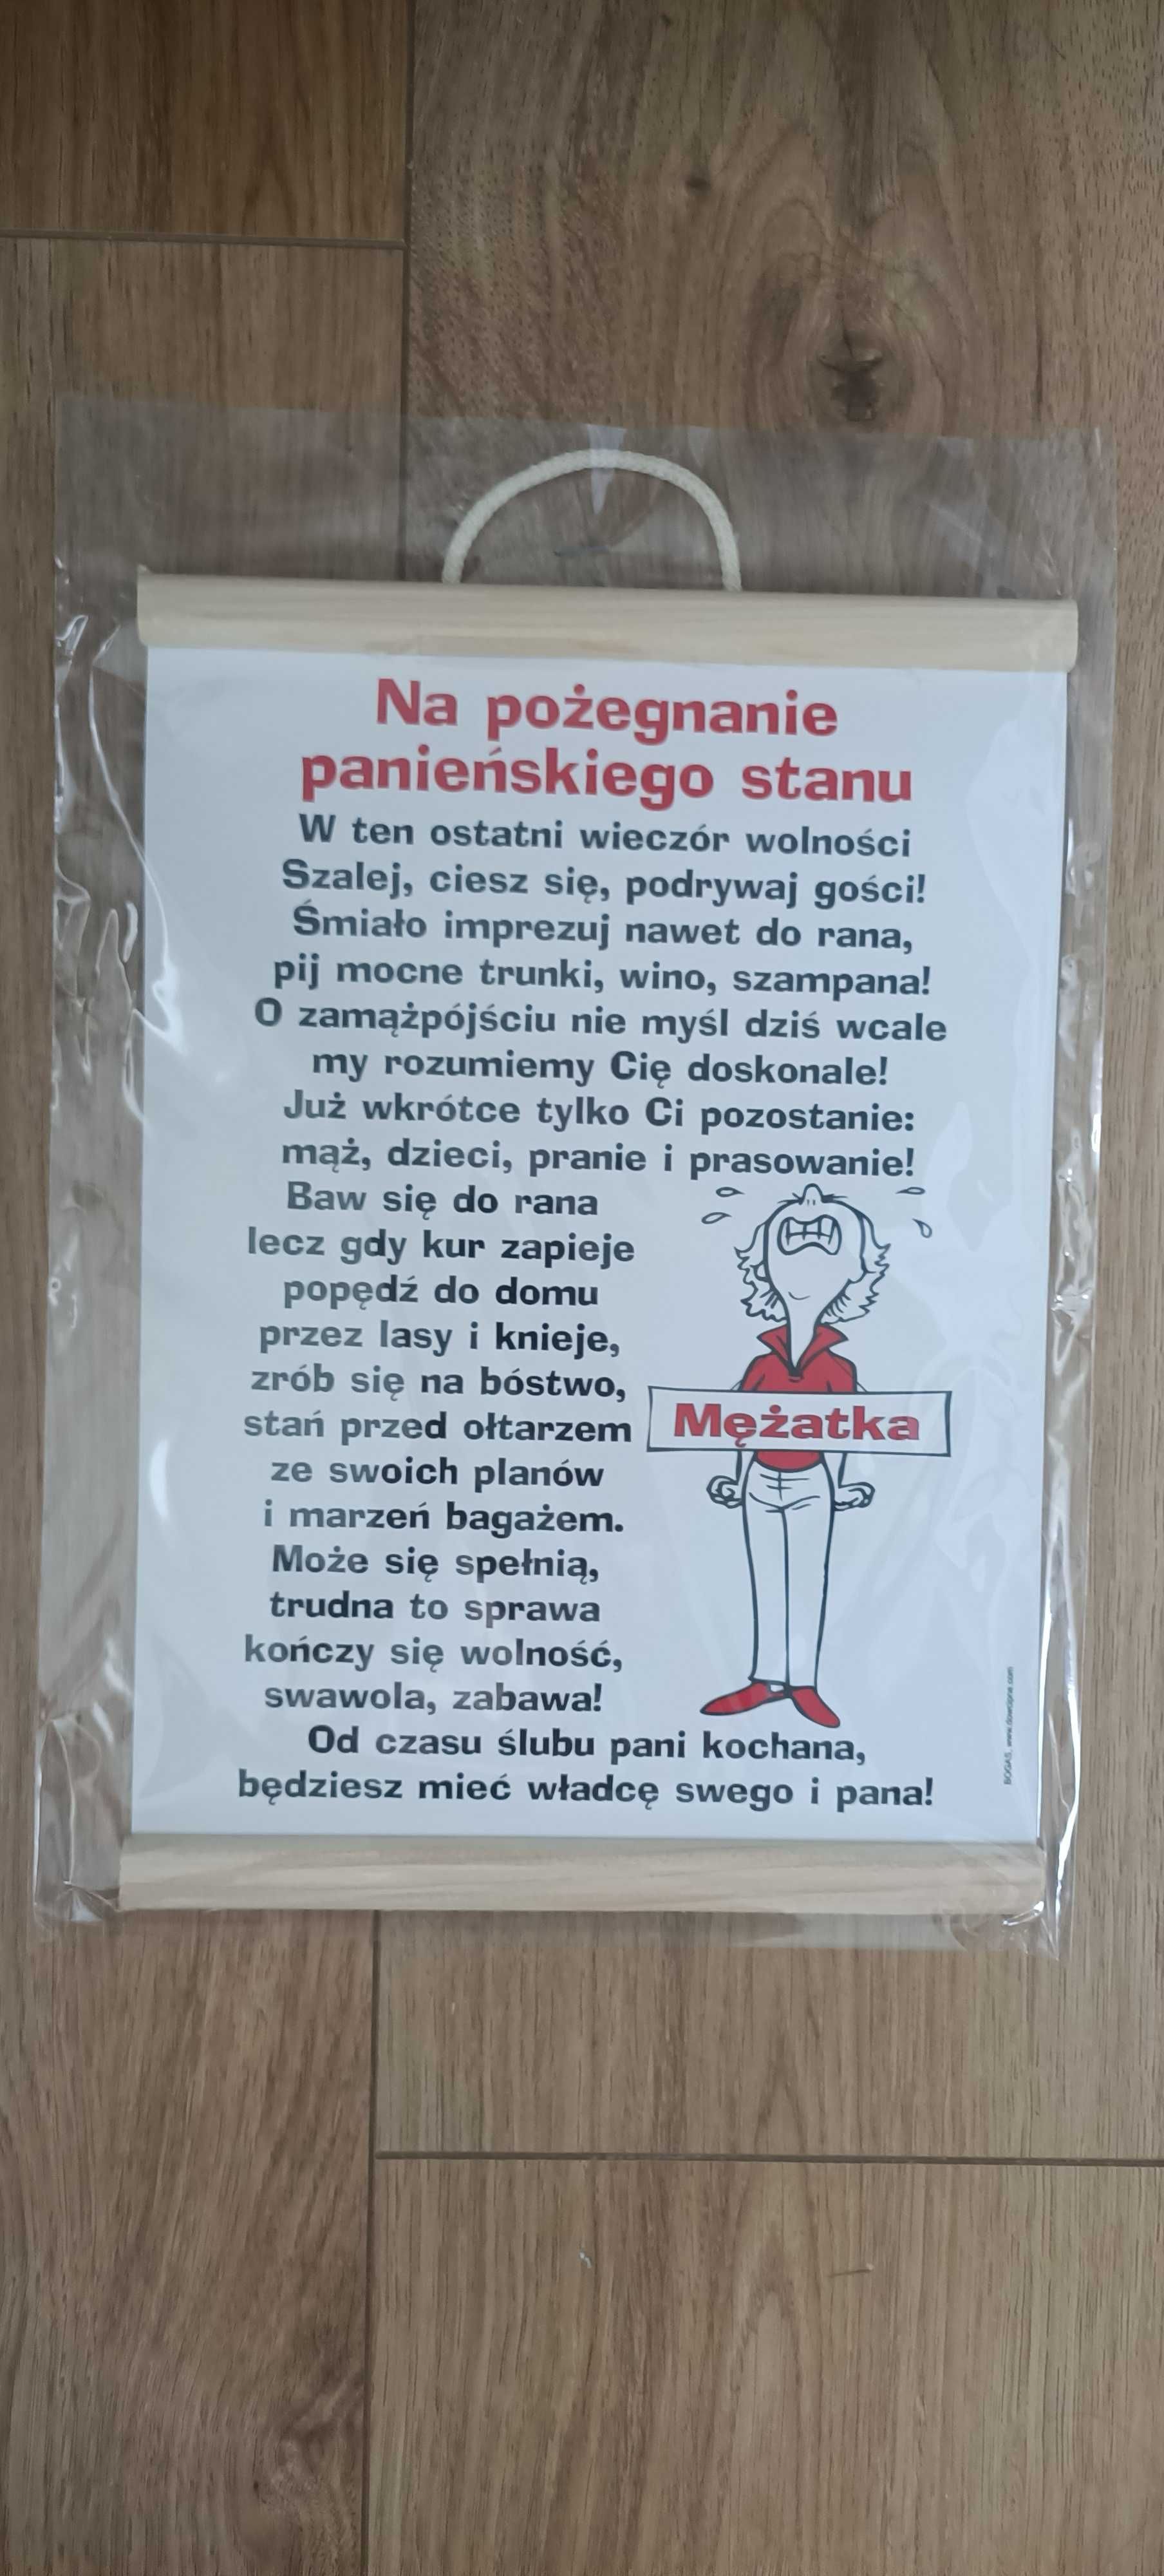 Na pożegnanie
panieńskiego stanu
W ten ostatni wieczór wolności
Szalej, ciesz się, podrywaj gości!
Śmiało imprezuj nawet do rana,
pij mocne trunki, wino, szampana!
O zamążpójściu nie myśl dziś wcale
my rozumiemy Cię doskonale!
Już wkrótce tylko Ci pozostanie:
mąż, dzieci, pranie i prasowanie!
Baw się do rana
lecz gdy kur zapieje
popędź do domu
przez lasy i knieje,
zrób się na bóstwo,
stań przed ołtarzem
ze swoich planów
i marzeń bagażem.
Może się spełnią,
trudna to sprawa
kończy się wolność,
swawola, zabawa!
Od czasu ślubu pani kochana,
będziesz mieć władcę swego i pana!
Mężatka
BOGAS, www.dowcipne.com